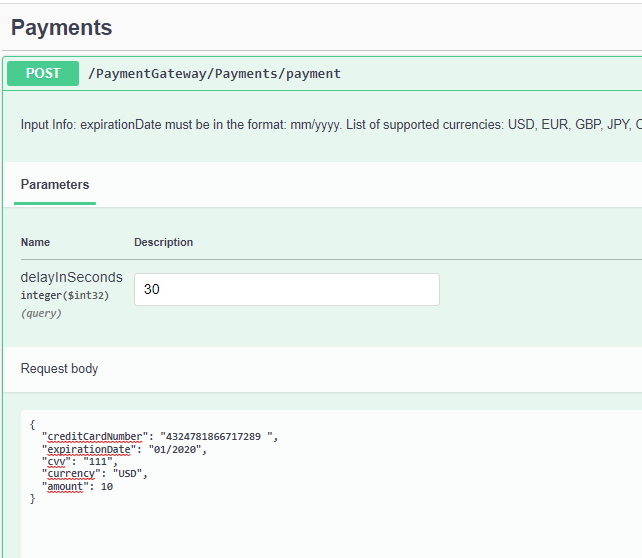 Payments
POST /PaymentGateway/Payments/payment
Input Info: expirationDate must be in the format: mm/yyyy. List of supported currencies: USD, EUR, GBP, JPY,
Parameters
Name Description
delayInSeconds
integer($int32)
(query)
30
Request body
{
"creditCardNumber": "4324781866717289 ",
"expirationDate": "01/2020",
"cvv": "111",
"currency": "USD",
"amount": 10
}